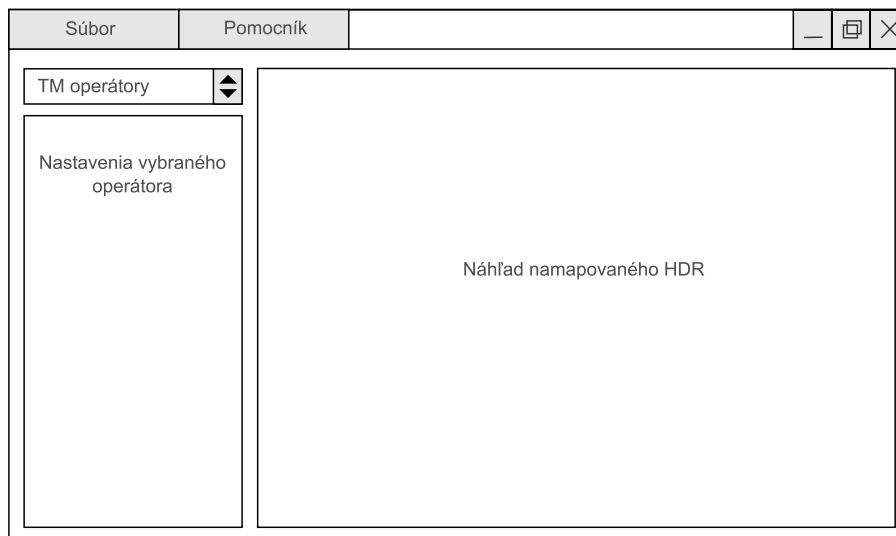 Súbor
Pomocník
TM operátory
Nastavenia vybraného
operátora
Náhľad namapovaného HDR